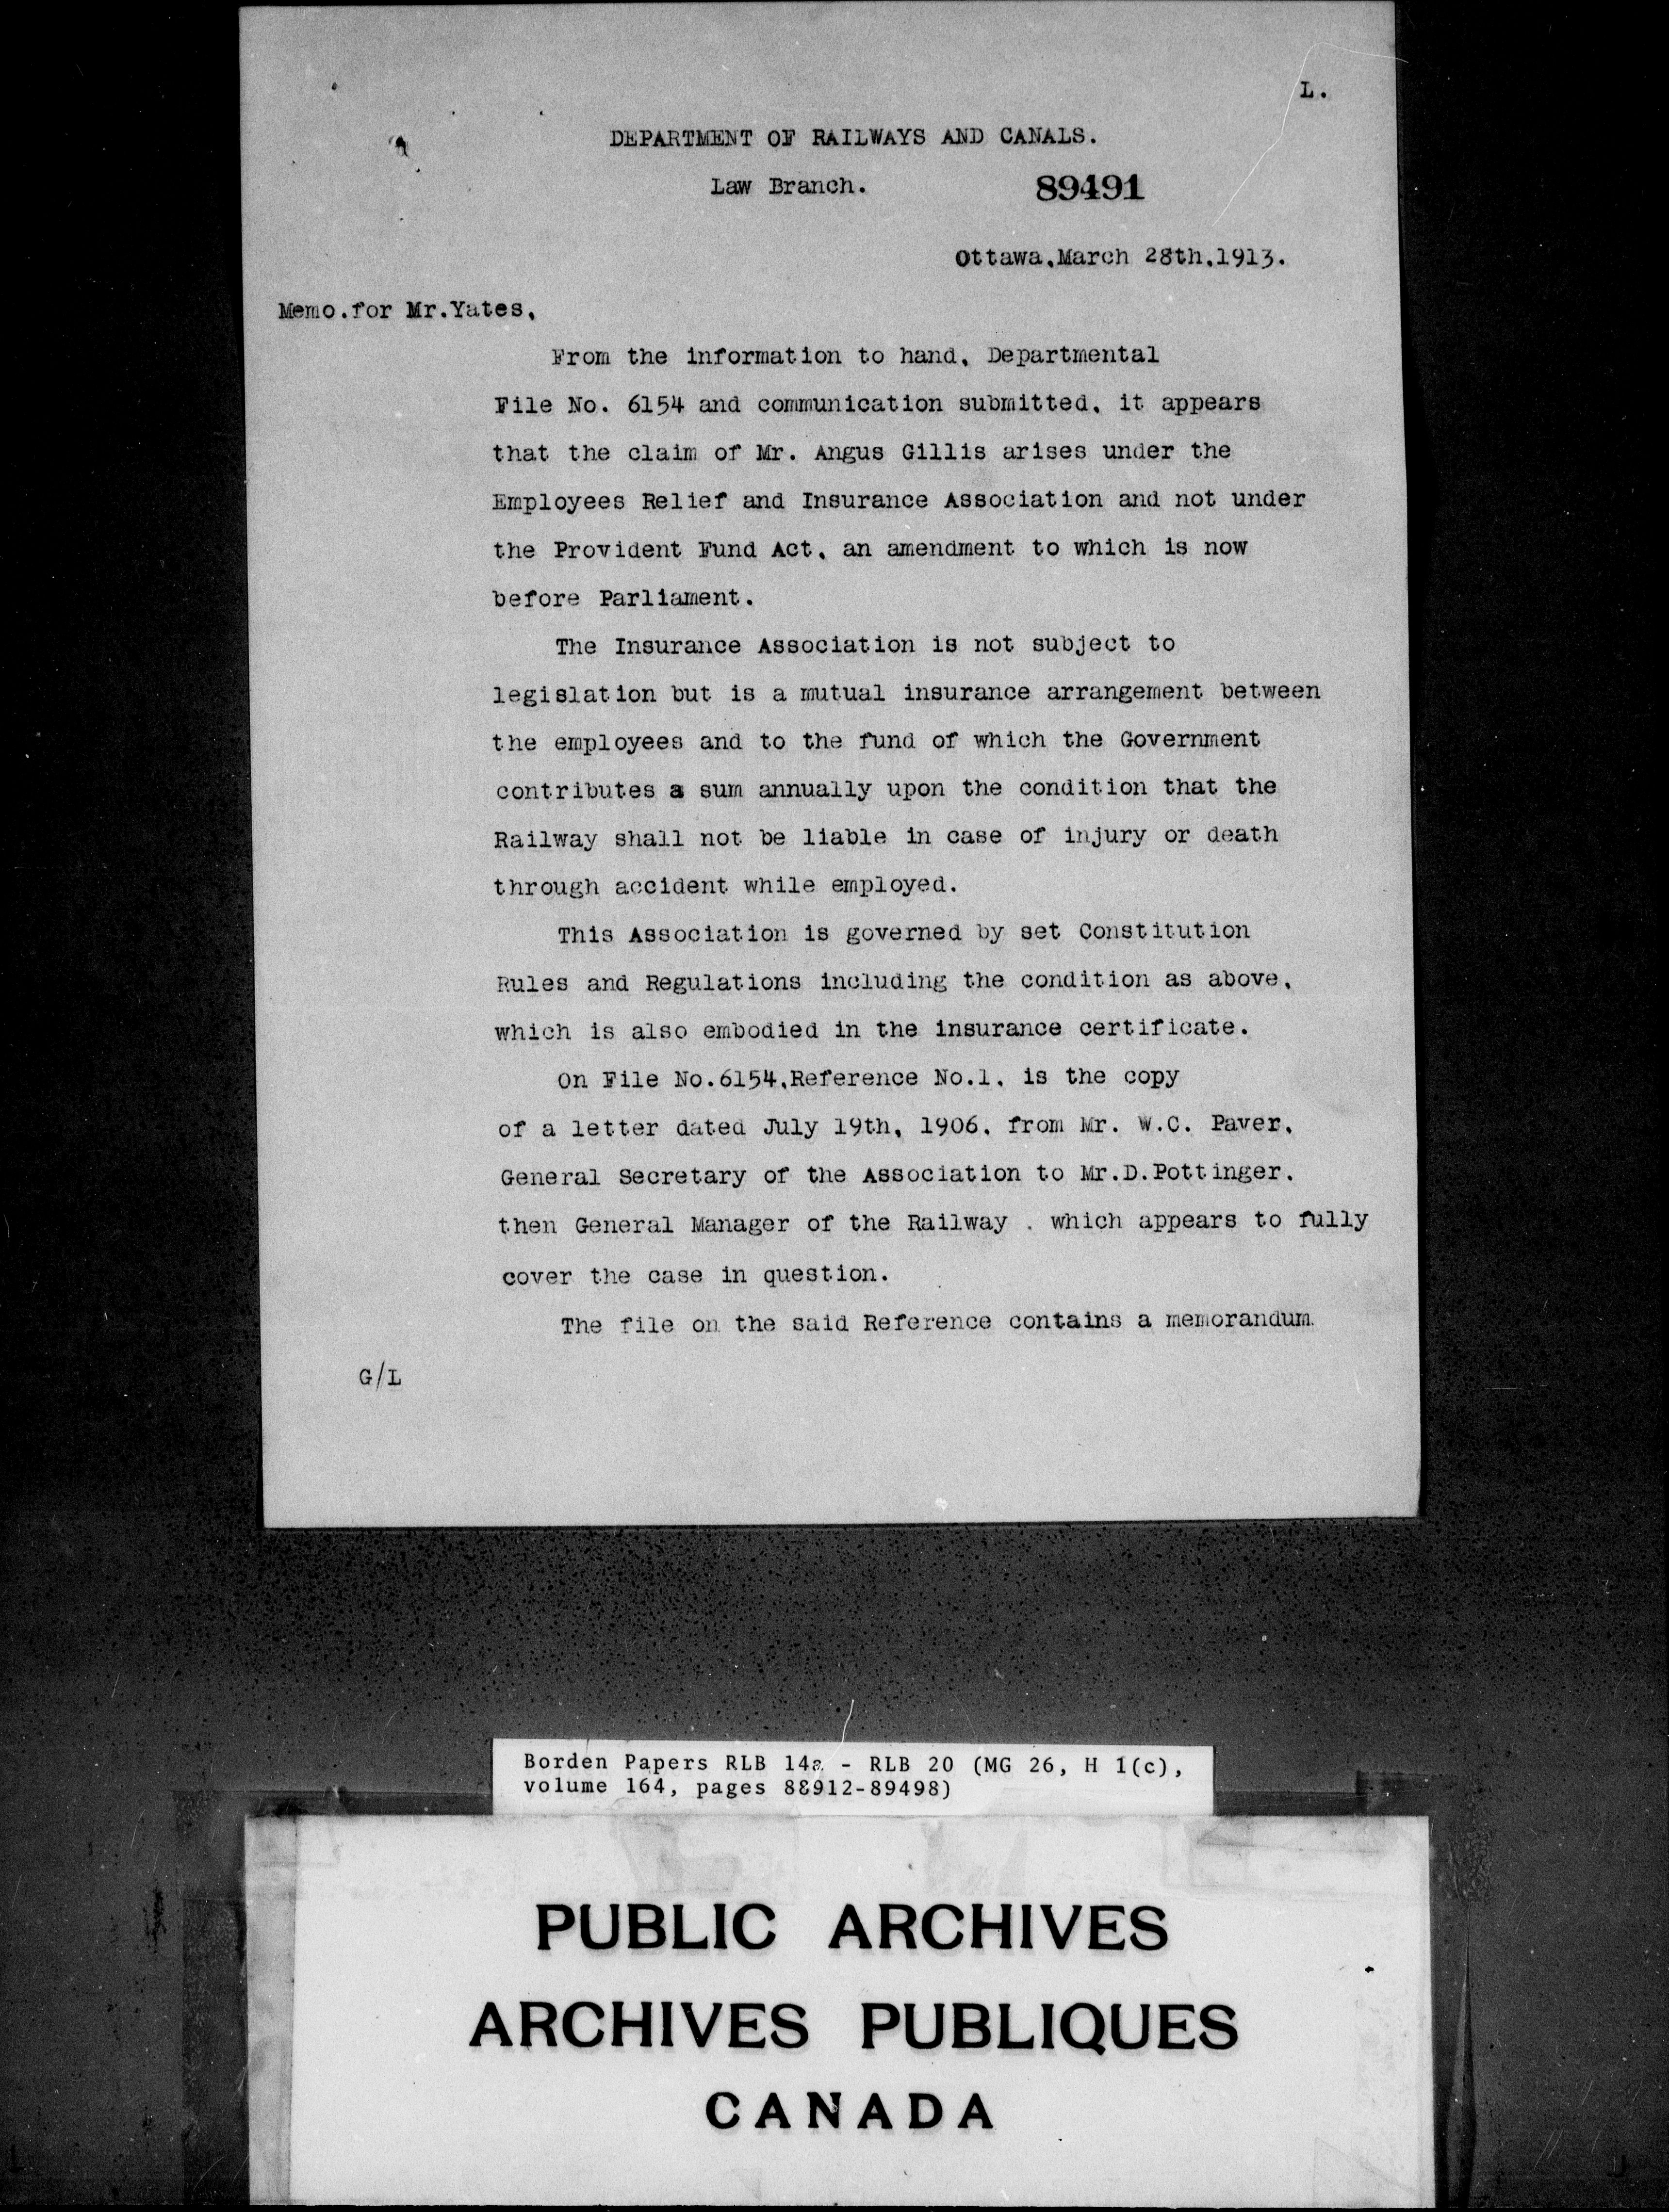 L.
DEPARTMENT OF RAILWAYS AND CANALS.
Law Branch.
89491
Ottawa,March 28th,1913.
Memo.for Mr.Yates,
From the information to hand, Departmental
File No. 6154 and communication submitted, it appears
that the claim of Mr. Angus Gillis arises under the
Employees Relief and Insurance Association and not under
the Provident Fund Act, an amendment to which is now
before Parliament.
The Insurance Association is not subject to
legislation but is a mutual insurance arrangement between
the employees and to the fund of which the Government
contributes a sum annually upon the condition that the
Railway shall not be liable in case of injury or death
through accident while employed.
This Association is governed by set Constitution
Rules and Regulations including the condition as above,
which is also embodied in the insurance certificate.
On File No.6154,Reference No.1, is the copy
of a letter dated July 19th, 1906, from Mr. W.C. Paver,
General Secretary of the Association to Mr.D.Pottinger,
then General Manager of the Railway , which appears to fully
cover the case in question.
The file on the said Reference contains a memorandum
G/L
Borden Papers RLB 14a - RLB 20 (MG 26, H 1(c),
volume 164, pages 88912-89498)
PUBLIC ARCHIVES
ARCHIVES PUBLIQUES
CANADA